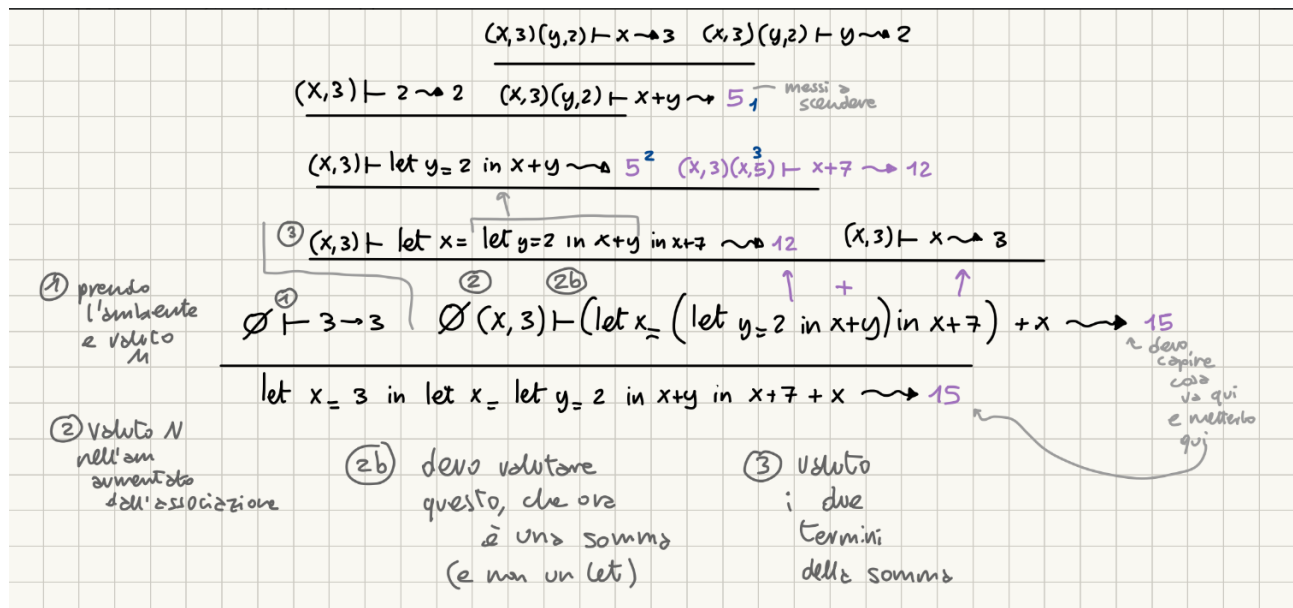 (x,3)(y,2) ⊢ x ⇝ 3   (x,3)(y,2) ⊢ y ⇝ 2
(x,3) ⊢ 2 ⇝ 2   (x,3)(y,2) ⊢ x+y ⇝ 5 1 messi a
scendere
(x,3) ⊢ let y= 2 in x+y ⇝ 5 2   (x,3)(x,5) 3 ⊢ x+7 ⇝ 12
③ (x,3) ⊢ let x= let y=2 in x+y in x+7 ⇝ 12   (x,3) ⊢ x ⇝ 3
① prendo
l'ambiente
e valuto
M
① ② 2b ↑ + ↑
∅ ⊢ 3 → 3   ∅ (x,3) ⊢ (let x= (let y=2 in x+y) in x+7) + x ⇝ 15
devo
capire
cosa
va qui
e metterlo
qui
let x= 3 in let x= let y= 2 in x+y in x+7 + x ⇝ 15
② valuto N
nell'am
aumentato
dall'associazione
2b devo valutare
questo, che ora
è una somma
(e non un let)
③ valuto
i due
termini
della somma